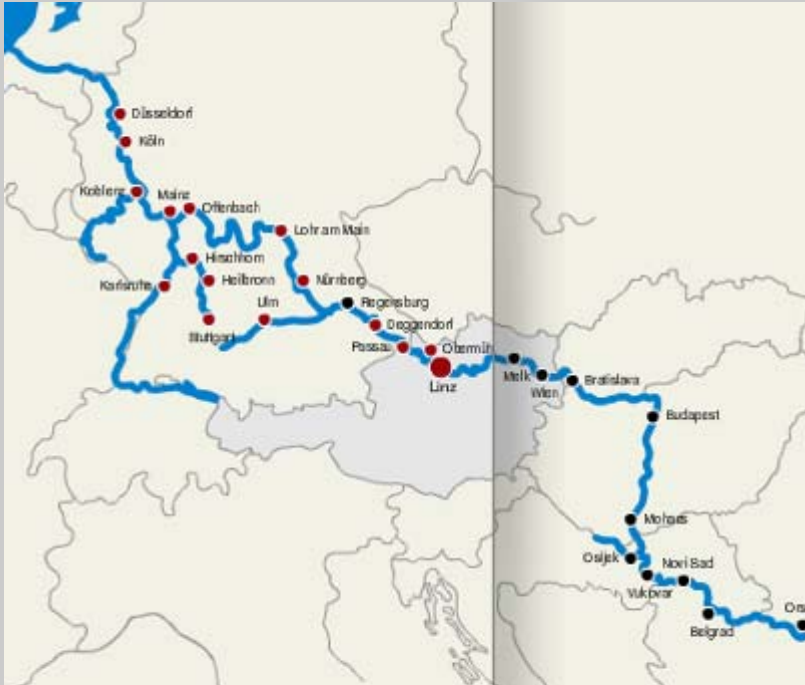 Düsseldorf
Köln
Koblenz
Mainz
Offenbach
Lohr am Main
Hirschhorn
Karlsruhe
Heilbronn
Nürnberg
Ulm
Regensburg
Stuttgart
Deggendorf
Passau
Obermühl
Linz
Melk
Wien
Bratislava
Budapest
Mohacs
Osijek
Novi Sad
Vukovar
Belgrad